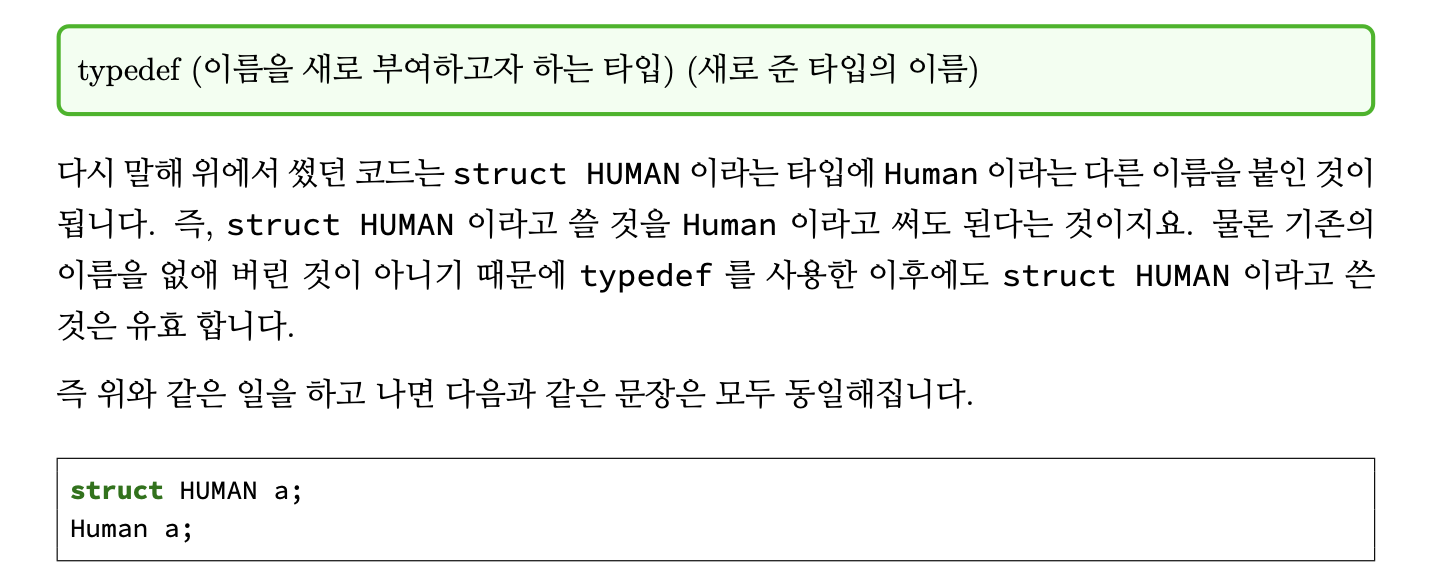 typedef (이름을 새로 부여하고자 하는 타입) (새로 준 타입의 이름)
다시 말해 위에서 썼던 코드는 struct HUMAN 이라는 타입에 Human 이라는 다른 이름을 붙인 것이
됩니다. 즉, struct HUMAN 이라고 쓸 것을 Human 이라고 써도 된다는 것이지요. 물론 기존의
이름을 없애 버린 것이 아니기 때문에 typedef 를 사용한 이후에도 struct HUMAN 이라고 쓴
것은 유효 합니다.
즉 위와 같은 일을 하고 나면 다음과 같은 문장은 모두 동일해집니다.
struct HUMAN a;
Human a;